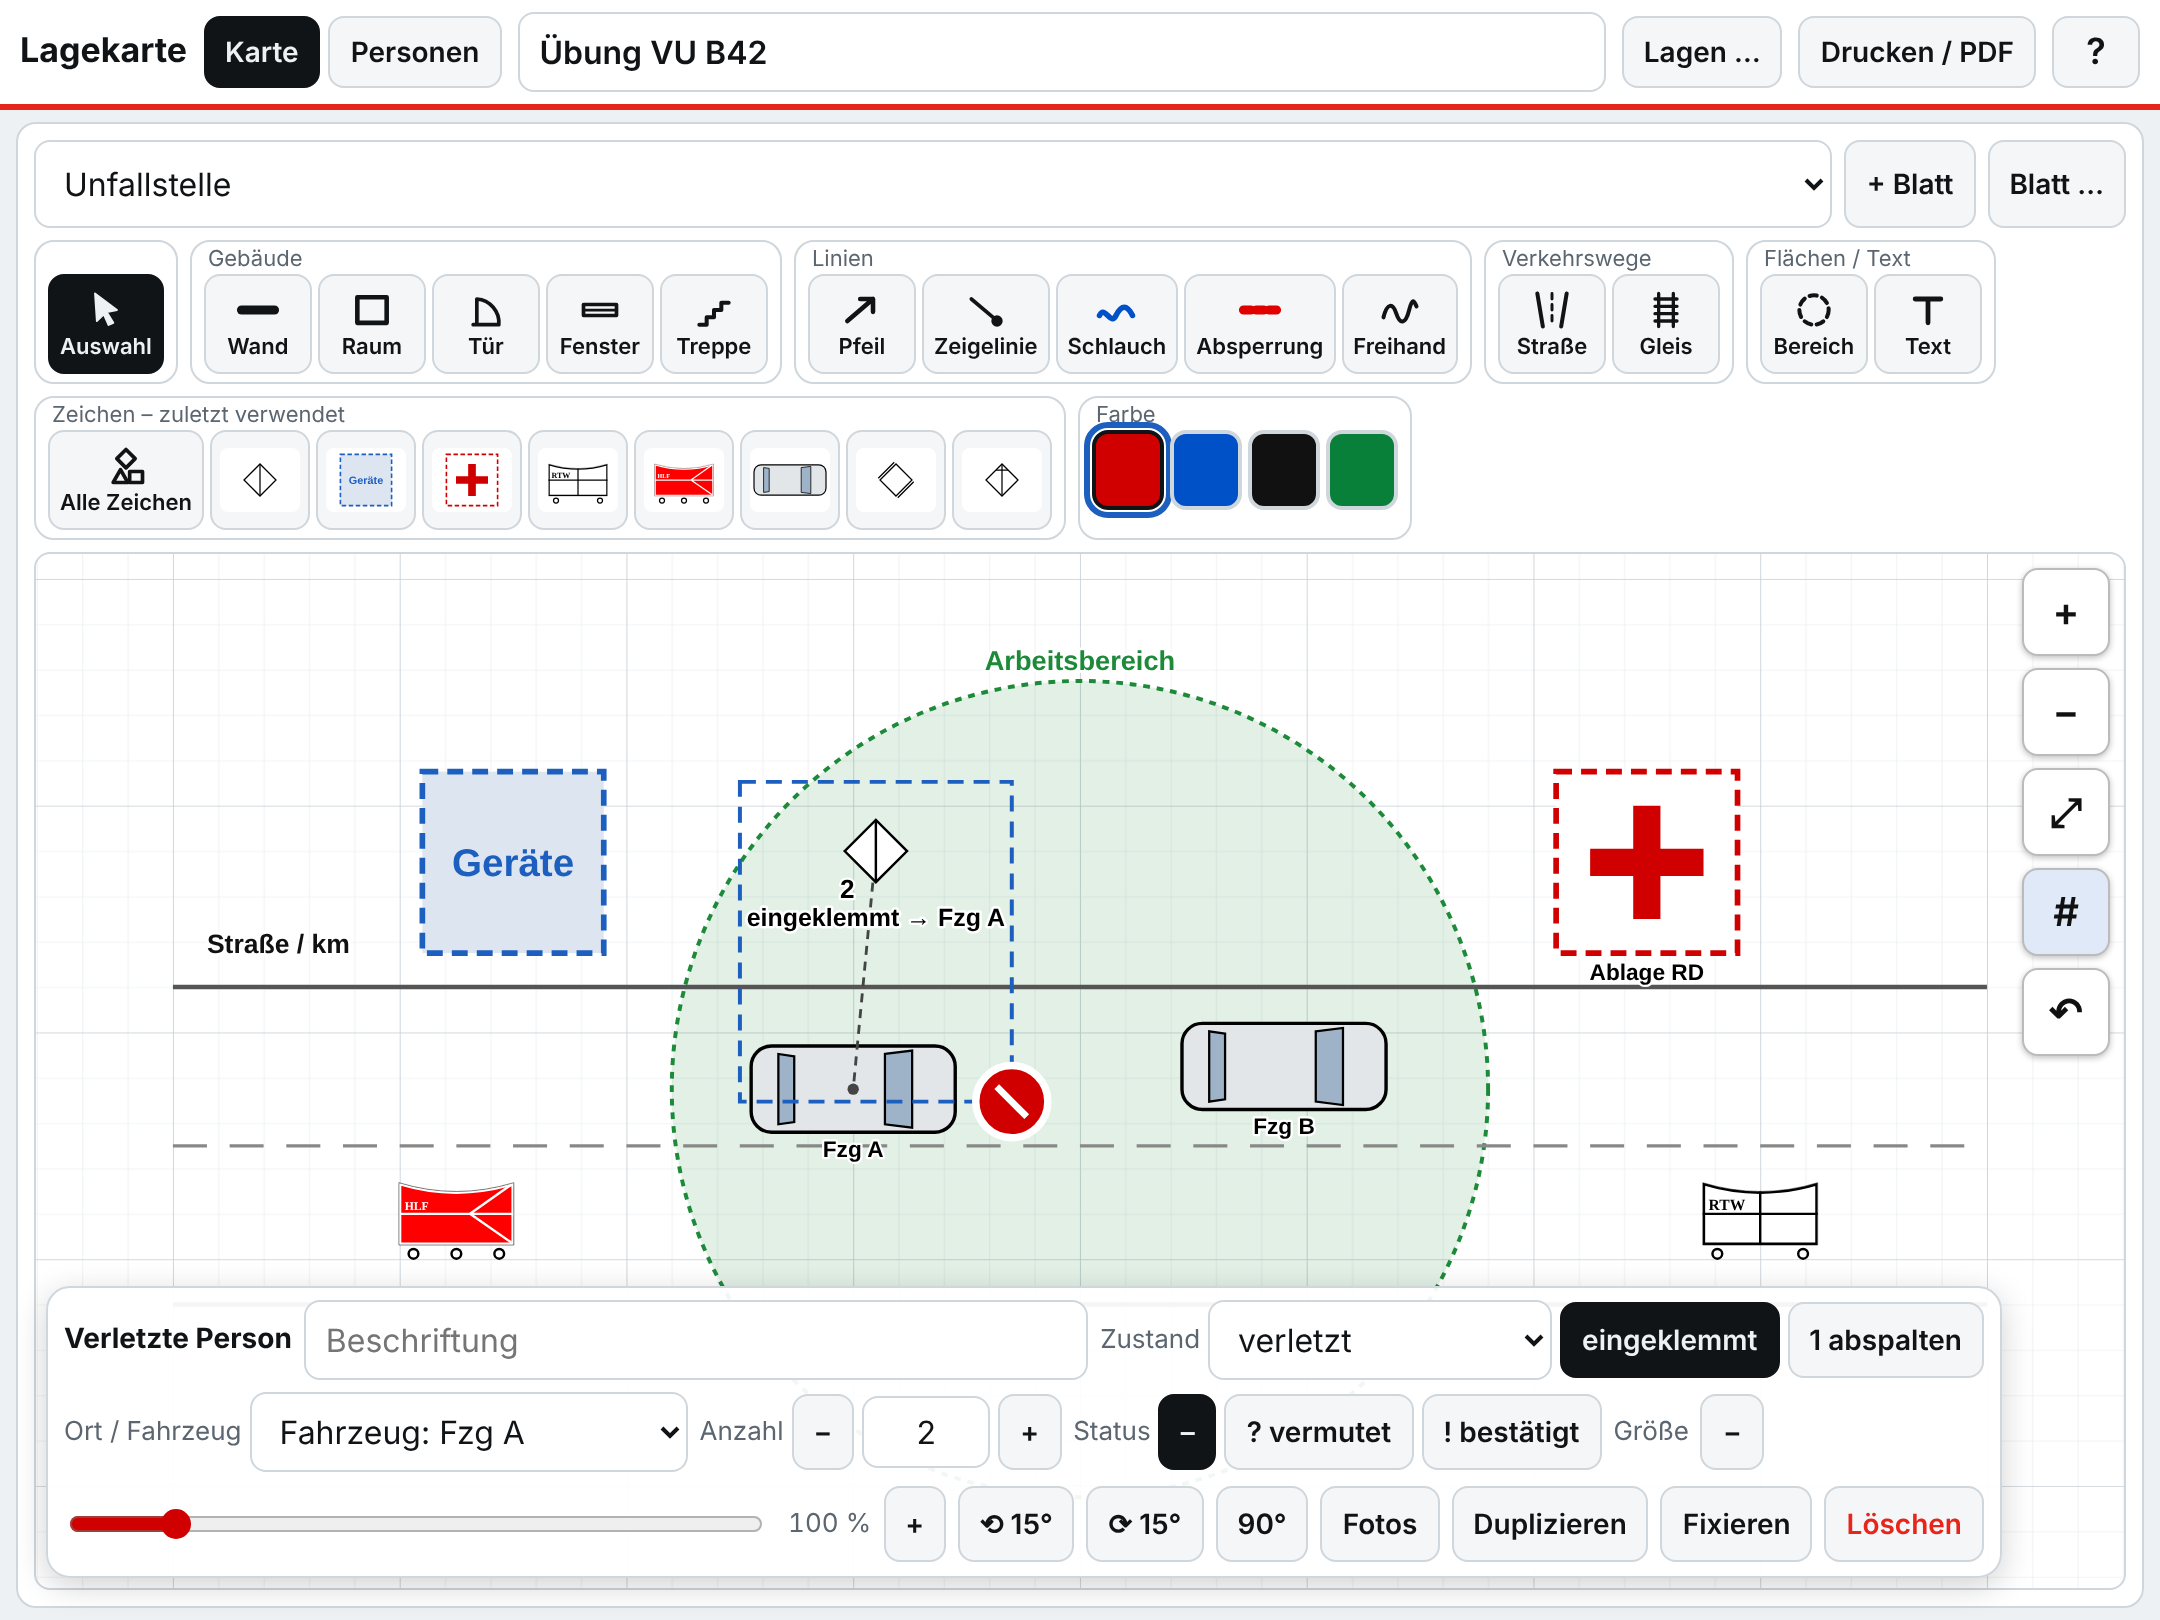 Lagekarte
Karte
Personen
Übung VU B42
Lagen ...
Drucken / PDF
?
Unfallstelle
+ Blatt
Blatt ...
Auswahl
Gebäude
Wand
Raum
Tür
Fenster
Treppe
Linien
Pfeil
Zeigelinie
Schlauch
Absperrung
Freihand
Verkehrswege
Straße
Gleis
Flächen / Text
Bereich
Text
Zeichen – zuletzt verwendet
Alle Zeichen
Geräte
RTW
HLF
Farbe
Arbeitsbereich
Geräte
2
eingeklemmt → Fzg A
Straße / km
Ablage RD
Fzg A
Fzg B
HLF
RTW
+
−
#
Verletzte Person
Beschriftung
Zustand
verletzt
eingeklemmt
1 abspalten
Ort / Fahrzeug
Fahrzeug: Fzg A
Anzahl
−
2
+
Status
–
? vermutet
! bestätigt
Größe
−
100 %
+
⟲ 15°
⟳ 15°
90°
Fotos
Duplizieren
Fixieren
Löschen